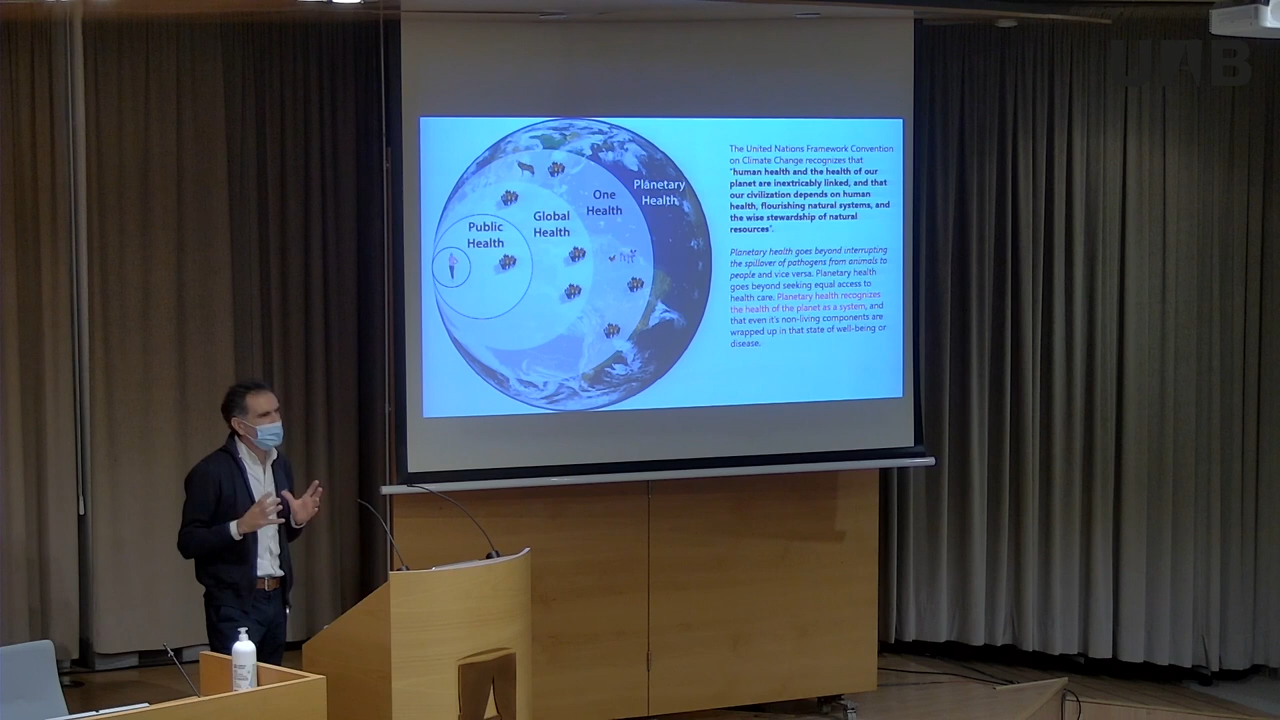 UAB
Planetary
Health
One
Health
Global
Health
Public
Health
The United Nations Framework Convention
on Climate Change recognizes that
"human health and the health of our
planet are inextricably linked, and that
our civilization depends on human
health, flourishing natural systems, and
the wise stewardship of natural
resources".
Planetary health goes beyond interrupting
the spillover of pathogens from animals to
people and vice versa. Planetary health
goes beyond seeking equal access to
health care. Planetary health recognizes
the health of the planet as a system, and
that even it's non-living components are
wrapped up in that state of well-being or
disease.